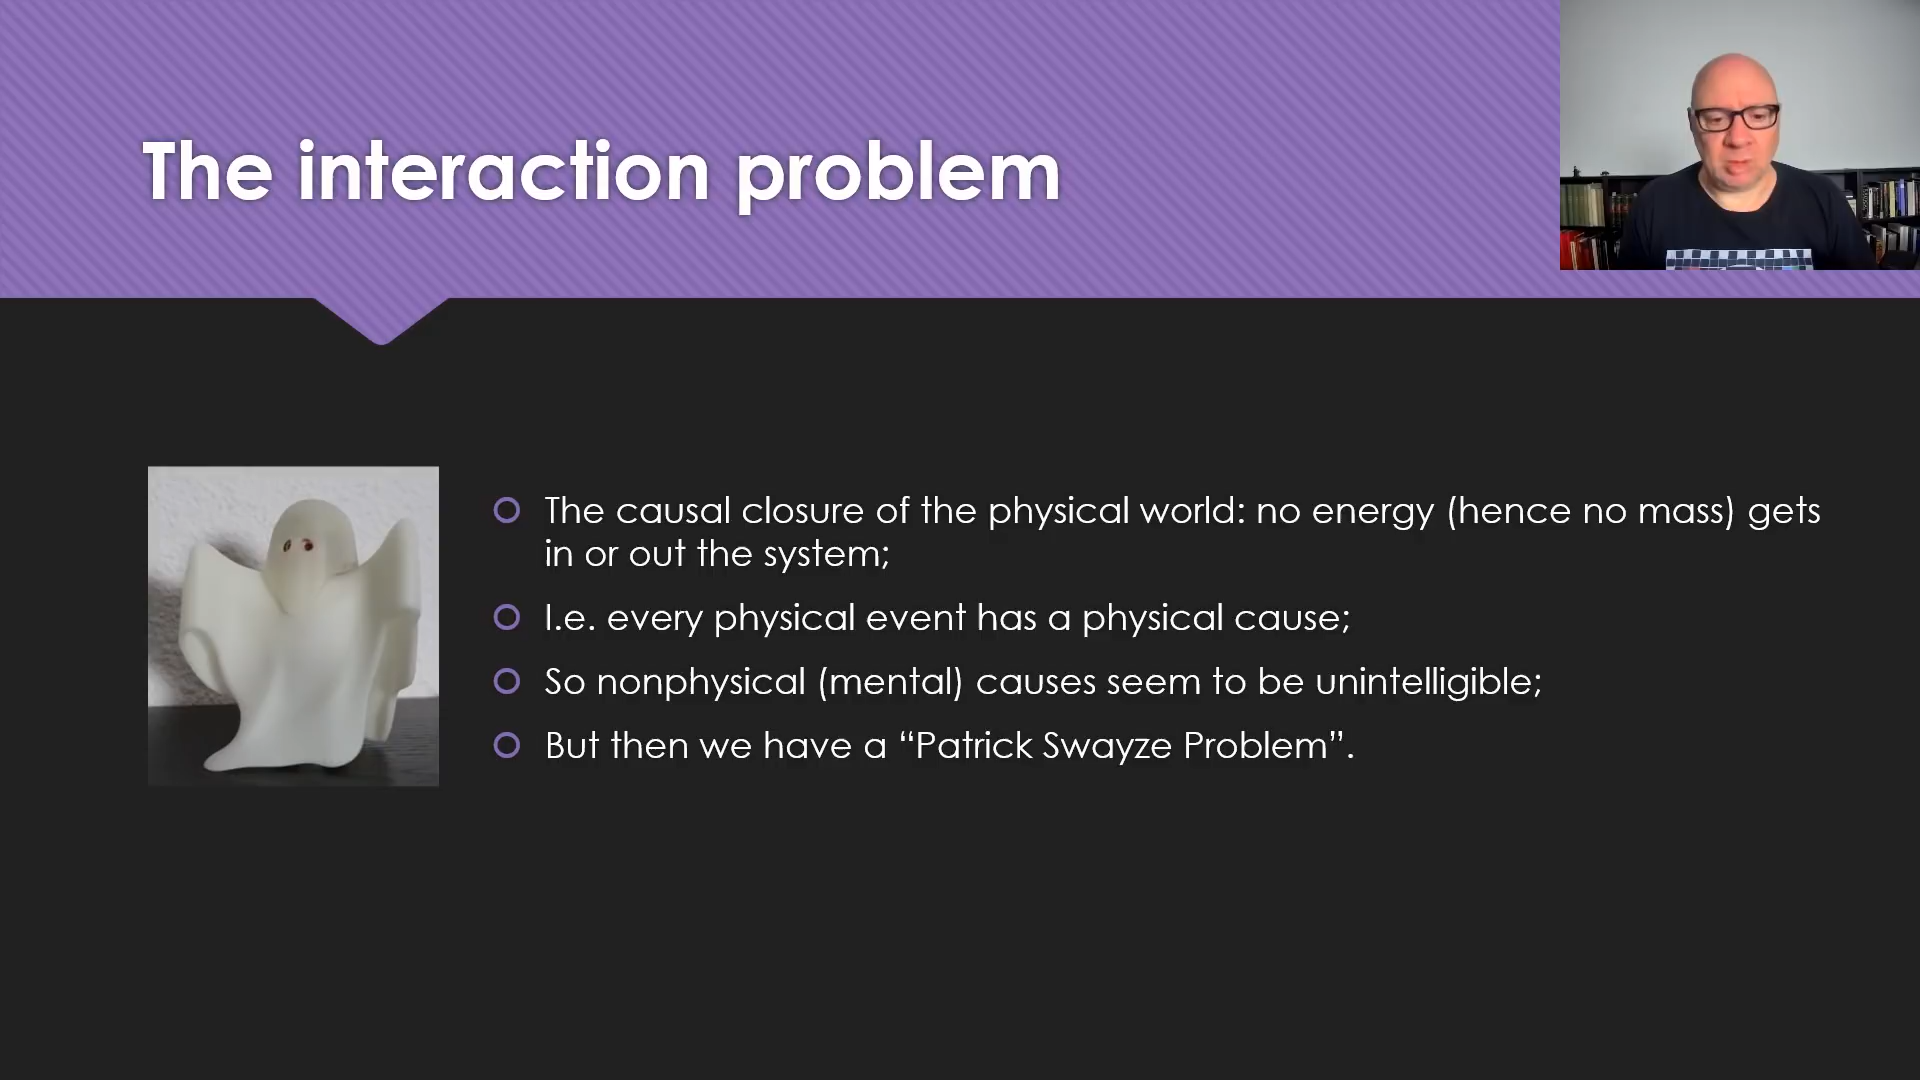 The interaction problem
The causal closure of the physical world: no energy (hence no mass) gets
in or out the system;
I.e. every physical event has a physical cause;
So nonphysical (mental) causes seem to be unintelligible;
But then we have a “Patrick Swayze Problem”.